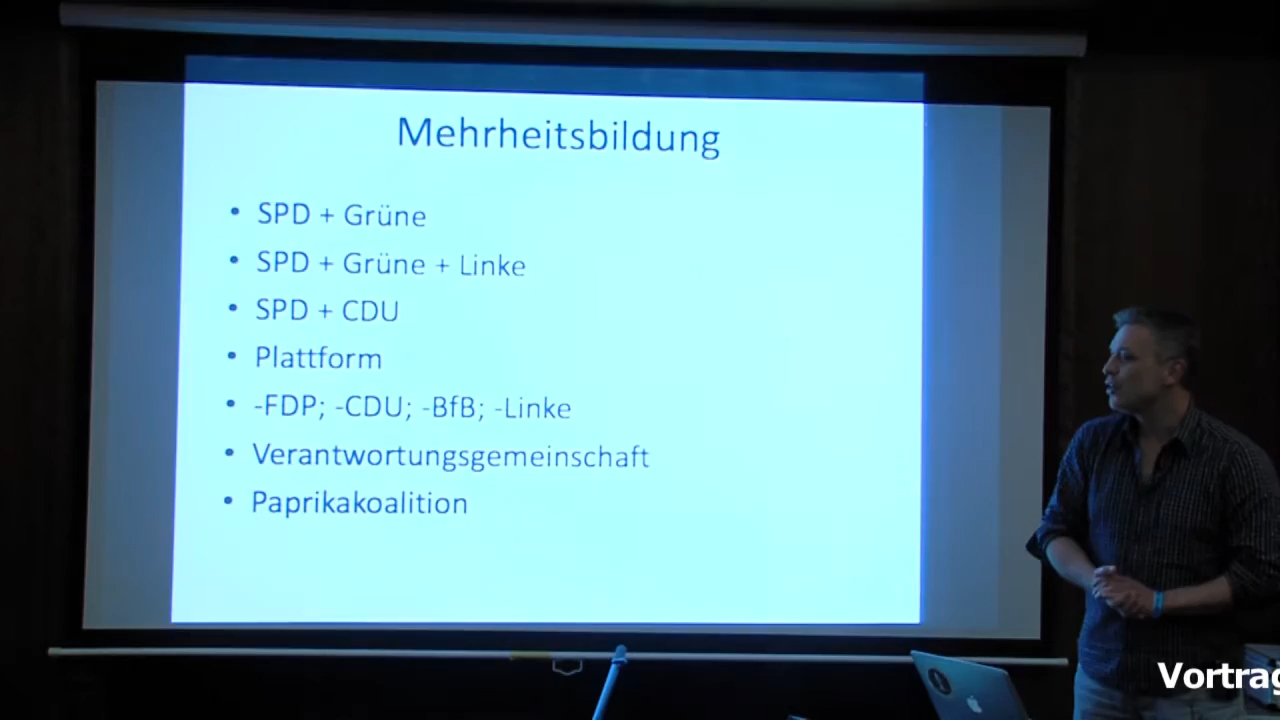 Mehrheitsbildung
• SPD + Grüne
• SPD + Grüne + Linke
• SPD + CDU
• Plattform
• -FDP; -CDU; -BfB; -Linke
• Verantwortungsgemeinschaft
• Paprikakoalition
Vortrag